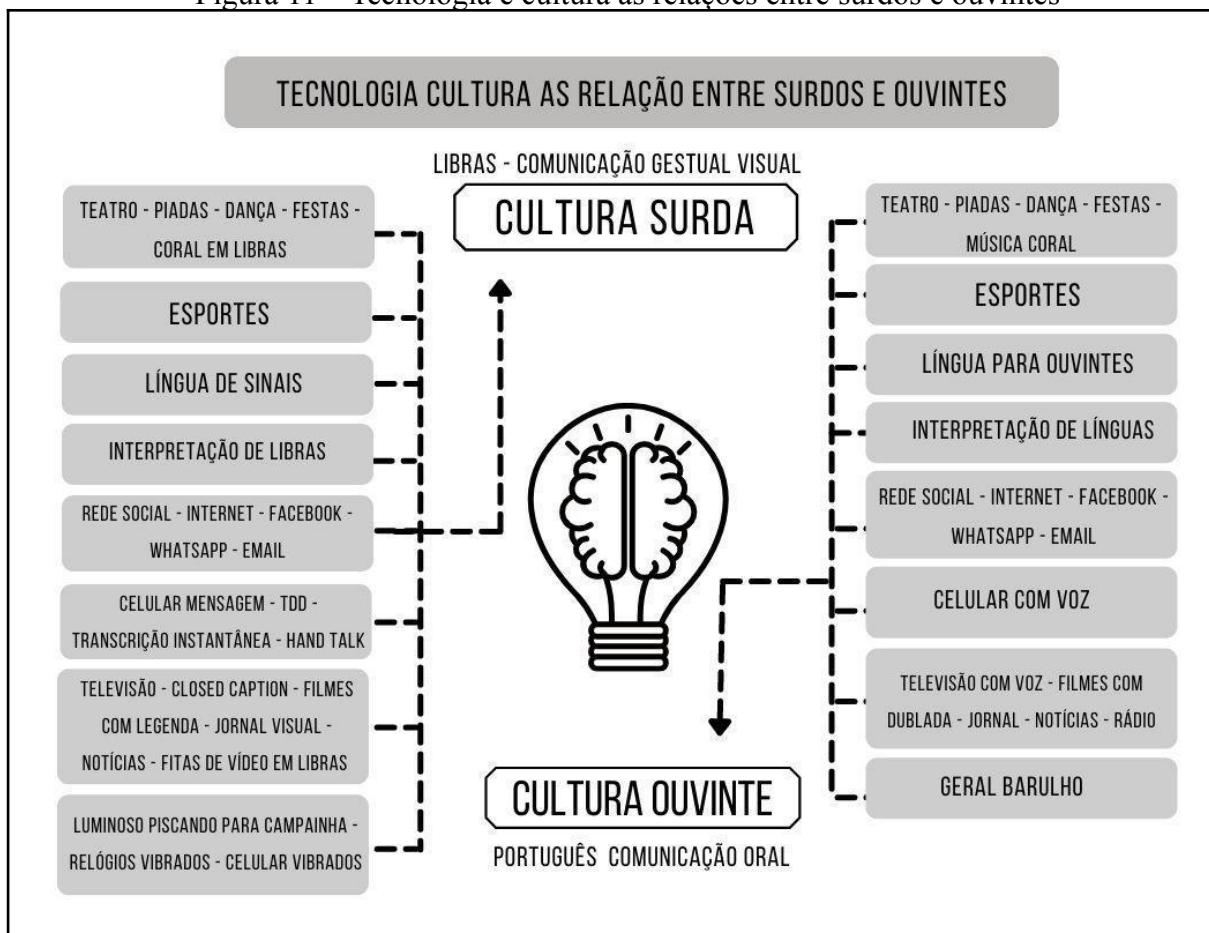 Figura 11 – Tecnologia e cultura as relações entre surdos e ouvintes
TECNOLOGIA CULTURA AS RELAÇÃO ENTRE SURDOS E OUVINTES
LIBRAS - COMUNICAÇÃO GESTUAL VISUAL
CULTURA SURDA
TEATRO - PIADAS - DANÇA - FESTAS -
CORAL EM LIBRAS
ESPORTES
LÍNGUA DE SINAIS
INTERPRETAÇÃO DE LIBRAS
REDE SOCIAL - INTERNET - FACEBOOK -
WHATSAPP - EMAIL
CELULAR MENSAGEM - TDD -
TRANSCRIÇÃO INSTANTÂNEA - HAND TALK
TELEVISÃO - CLOSED CAPTION - FILMES
COM LEGENDA - JORNAL VISUAL -
NOTÍCIAS - FITAS DE VÍDEO EM LIBRAS
LUMINOSO PISCANDO PARA CAMPAINHA -
RELÓGIOS VIBRADOS - CELULAR VIBRADOS
TEATRO - PIADAS - DANÇA - FESTAS -
MÚSICA CORAL
ESPORTES
LÍNGUA PARA OUVINTES
INTERPRETAÇÃO DE LÍNGUAS
REDE SOCIAL - INTERNET - FACEBOOK -
WHATSAPP - EMAIL
CELULAR COM VOZ
TELEVISÃO COM VOZ - FILMES COM
DUBLADA - JORNAL - NOTÍCIAS - RÁDIO
GERAL BARULHO
CULTURA OUVINTE
PORTUGUÊS COMUNICAÇÃO ORAL